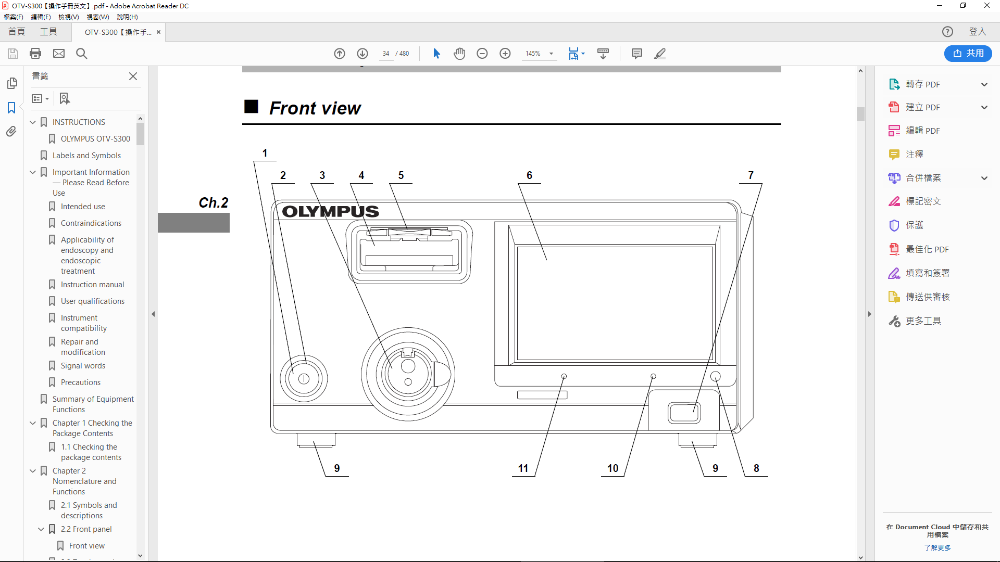 OTV-S300【操作手冊英文】.pdf - Adobe Acrobat Reader DC
檔案(F) 編輯(E) 檢視(V) 視窗(W) 說明(H)
首頁 工具 OTV-S300【操作手... × 登入
34 / 480 145% 共用
書籤
INSTRUCTIONS
OLYMPUS OTV-S300
Labels and Symbols
Important Information
— Please Read Before
Use
Intended use
Contraindications
Applicability of
endoscopy and
endoscopic
treatment
Instruction manual
User qualifications
Instrument
compatibility
Repair and
modification
Signal words
Precautions
Summary of Equipment
Functions
Chapter 1 Checking the
Package Contents
1.1 Checking the
package contents
Chapter 2
Nomenclature and
Functions
2.1 Symbols and
descriptions
2.2 Front panel
Front view
■ Front view
1
2 3 4 5 6 7
Ch.2
OLYMPUS
9 11 10 9 8
轉存 PDF
建立 PDF
編輯 PDF
注釋
合併檔案
標記密文
保護
最佳化 PDF
填寫和簽署
傳送供審核
更多工具
在 Document Cloud 中儲存和共
用檔案
了解更多